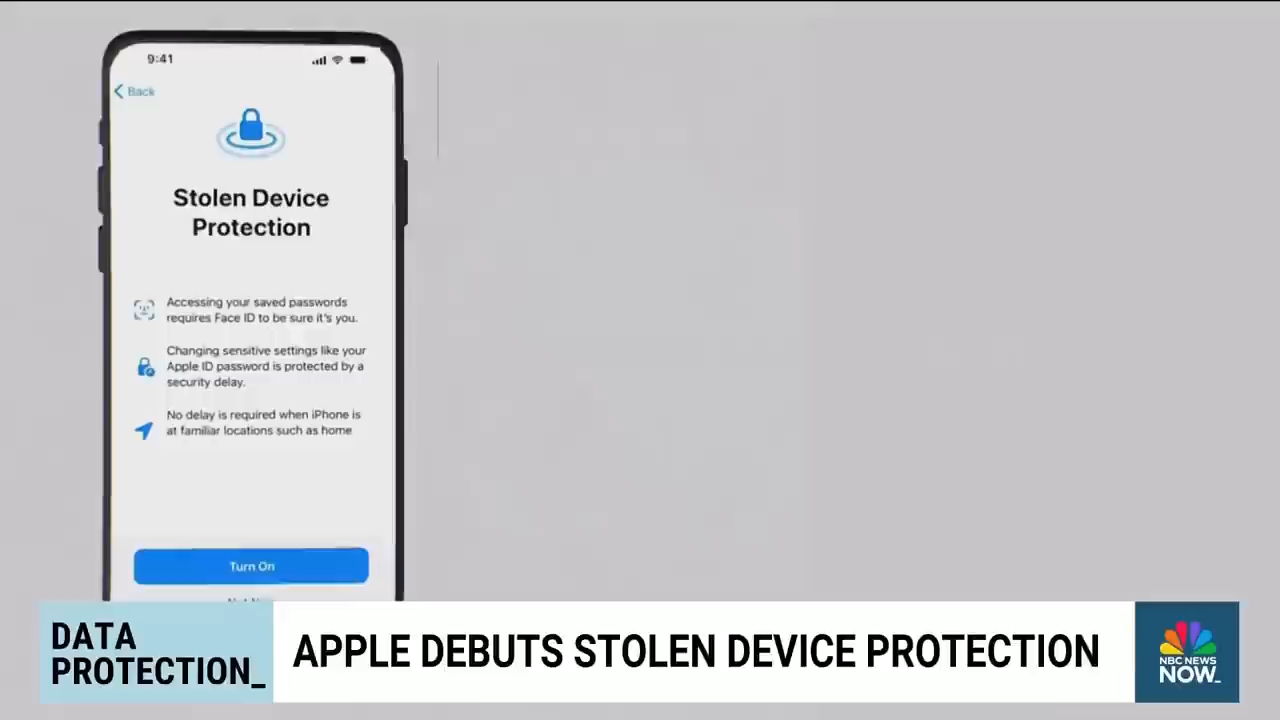 9:41
Back
Stolen Device
Protection
Accessing your saved passwords
requires Face ID to be sure it's you.
Changing sensitive settings like your
Apple ID password is protected by a
security delay.
No delay is required when iPhone is
at familiar locations such as home
Turn On
DATA
PROTECTION_
APPLE DEBUTS STOLEN DEVICE PROTECTION
NBC NEWS
NOW_